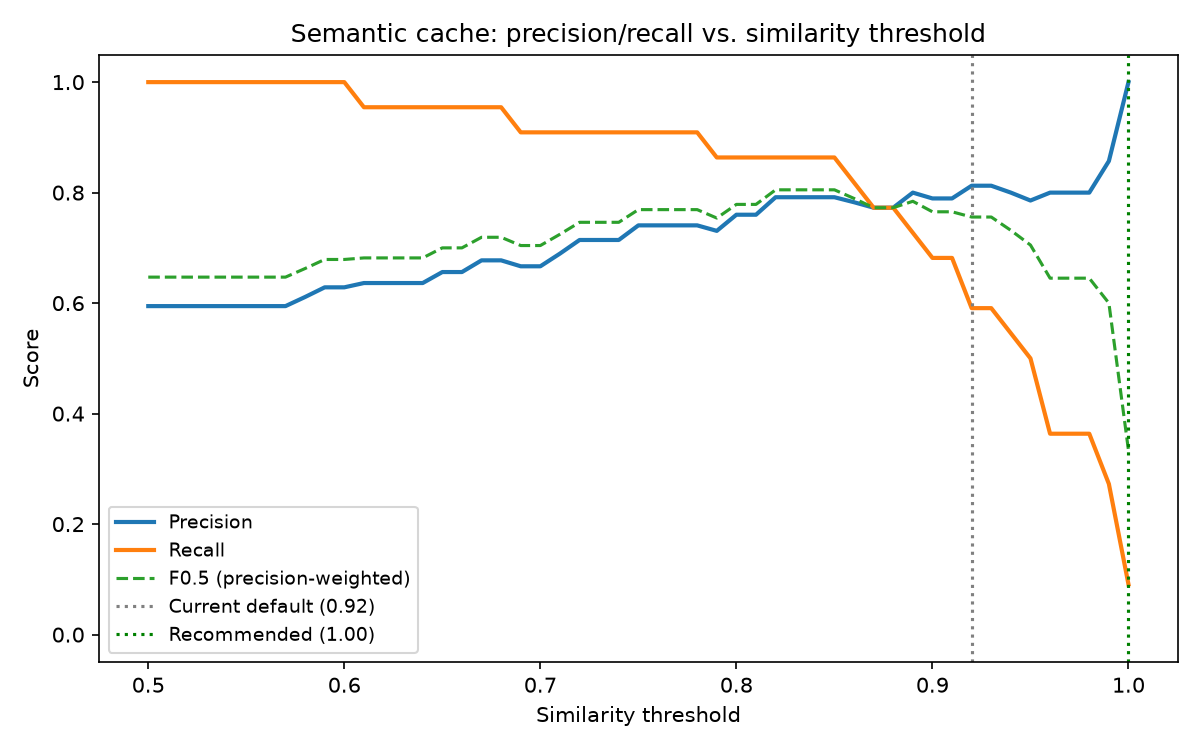 Semantic cache: precision/recall vs. similarity threshold
1.0
0.8
0.6
0.4
0.2
0.0
Score
Precision
Recall
F0.5 (precision-weighted)
Current default (0.92)
Recommended (1.00)
0.5 0.6 0.7 0.8 0.9 1.0
Similarity threshold